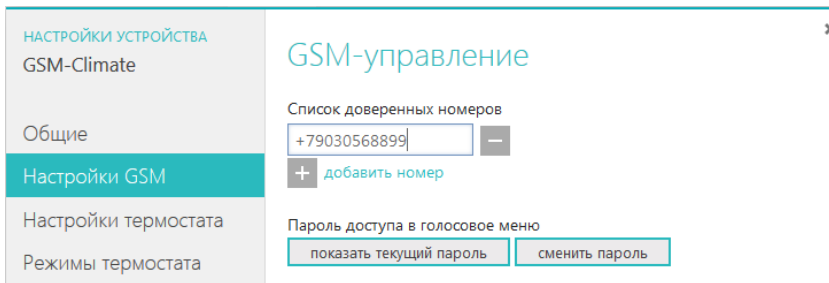 НАСТРОЙКИ УСТРОЙСТВА
GSM-Climate
Общие
Настройки GSM
Настройки термостата
Режимы термостата
GSM-управление
Список доверенных номеров
+79030568899
добавить номер
Пароль доступа в голосовое меню
показать текущий пароль сменить пароль